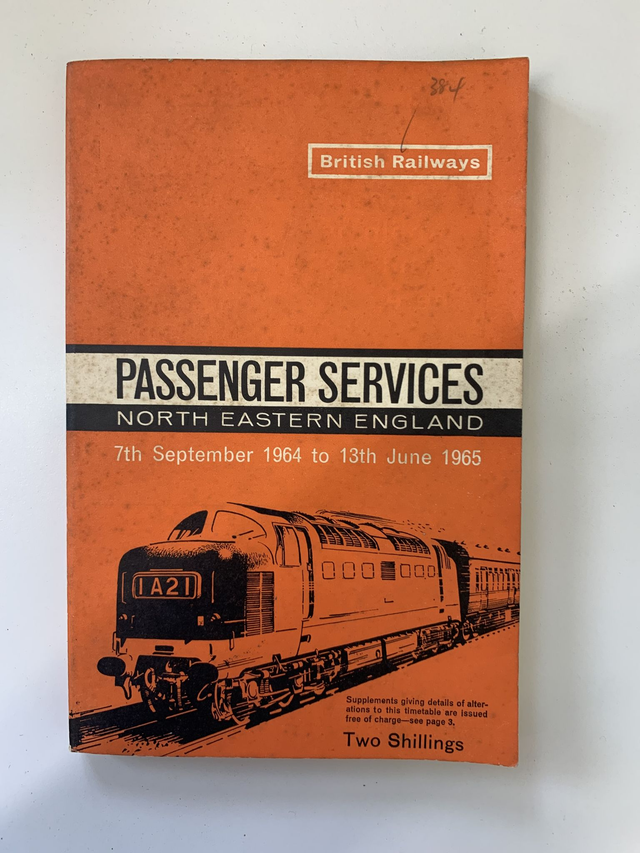 384
British Railways
PASSENGER SERVICES
NORTH EASTERN ENGLAND
7th September 1964 to 13th June 1965
1A21
Supplements giving details of alter-
ations to this timetable are issued
free of charge—see page 3.
Two Shillings